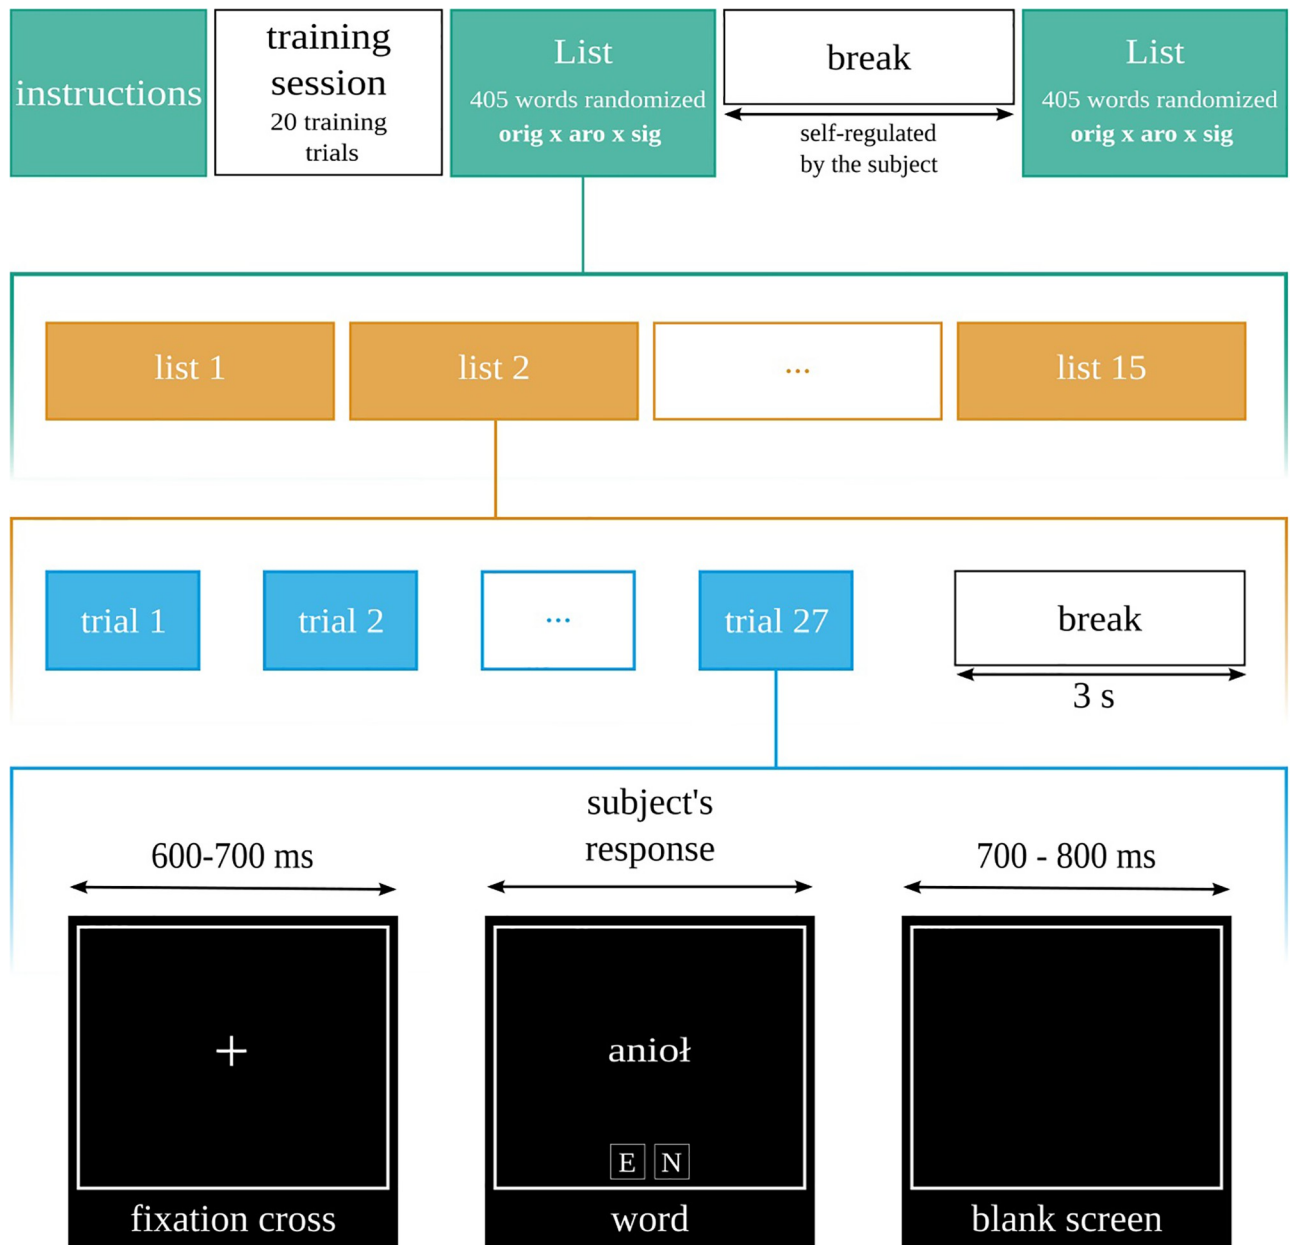 instructions
training
session
20 training
trials
List
405 words randomized
orig x aro x sig
break
self-regulated
by the subject
List
405 words randomized
orig x aro x sig
list 1
list 2
...
list 15
trial 1
trial 2
...
trial 27
break
3 s
600-700 ms
subject's
response
700 - 800 ms
+
anioł
E N
fixation cross
word
blank screen